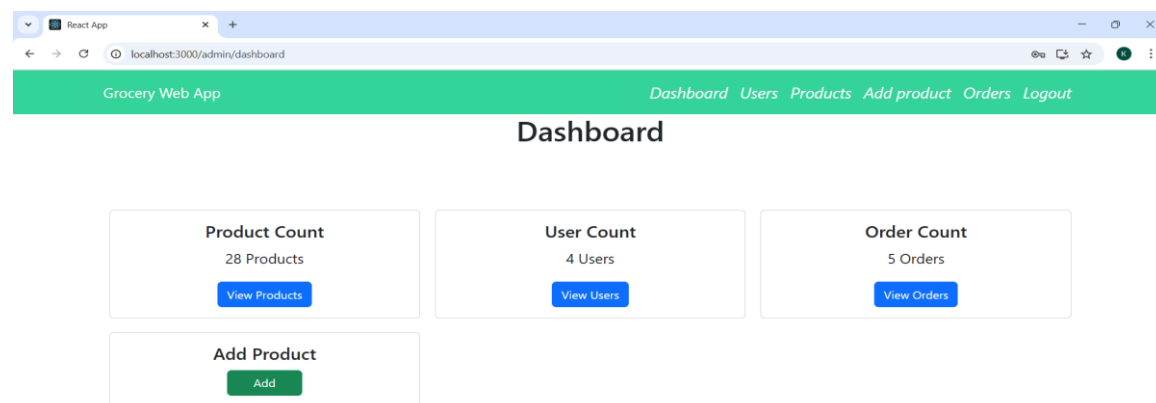 React App
localhost:3000/admin/dashboard
K
Grocery Web App Dashboard Users Products Add product Orders Logout
Dashboard
Product Count
28 Products
View Products
User Count
4 Users
View Users
Order Count
5 Orders
View Orders
Add Product
Add